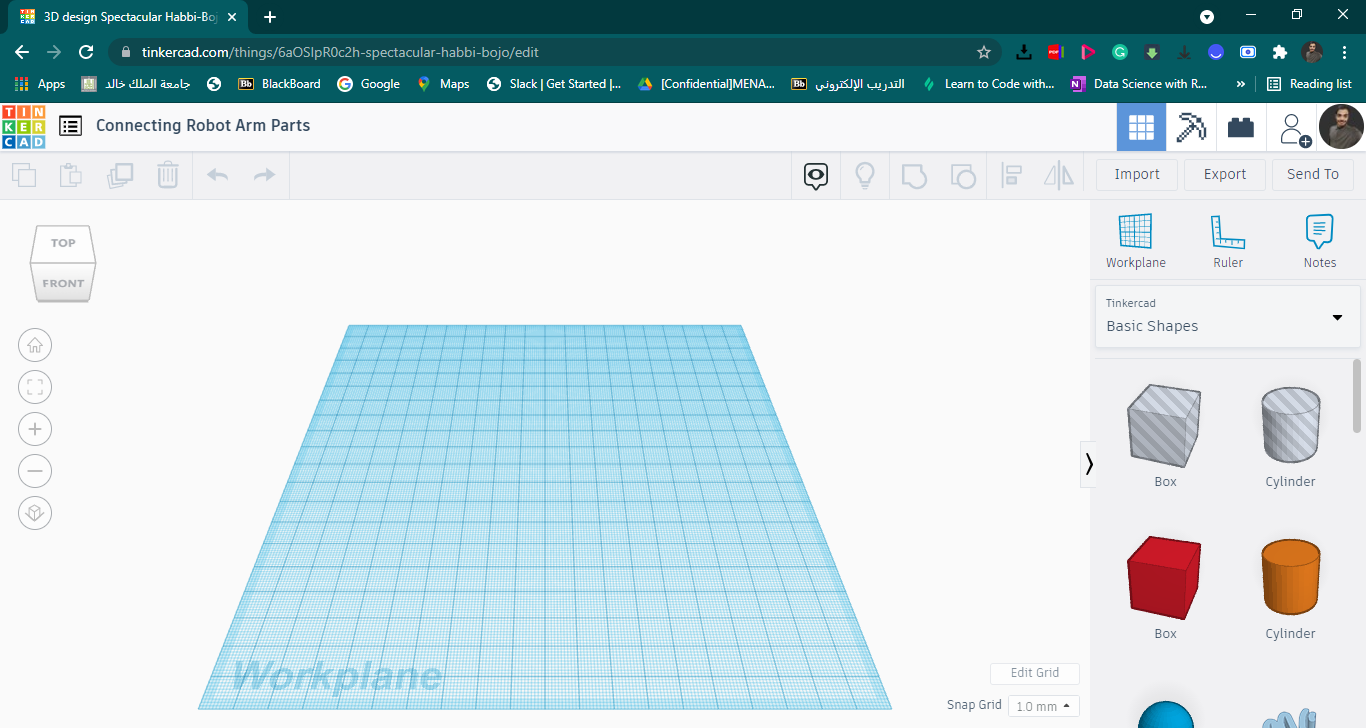 3D design Spectacular Habbi-Boj
tinkercad.com/things/6aOSlpR0c2h-spectacular-habbi-bojo/edit
Apps
جامعة الملك خالد
Bb BlackBoard
Google
Maps
Slack | Get Started |...
[Confidential]MENA...
Bb التدريب الإلكتروني
Learn to Code with...
Data Science with R...
»
Reading list
TIN
KER
CAD
Connecting Robot Arm Parts
Import
Export
Send To
TOP
FRONT
Workplane
Ruler
Notes
Tinkercad
Basic Shapes
Box
Cylinder
Box
Cylinder
Workplane
Edit Grid
Snap Grid
1.0 mm